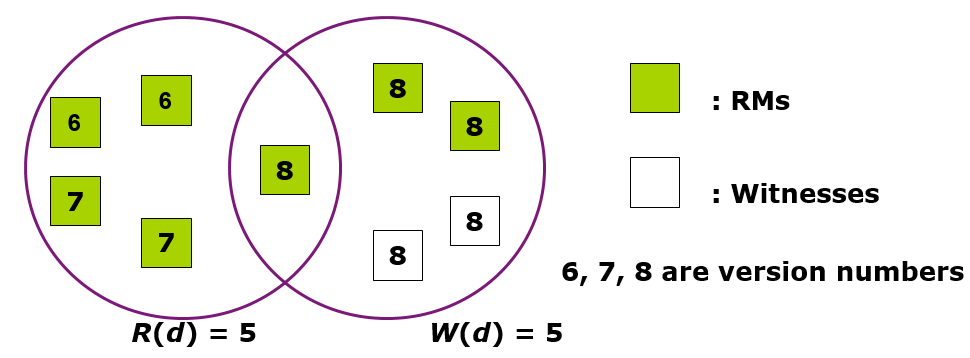 6
6
7
7
8
8
8
8
8
R(d) = 5
W(d) = 5
: RMs
: Witnesses
6, 7, 8 are version numbers